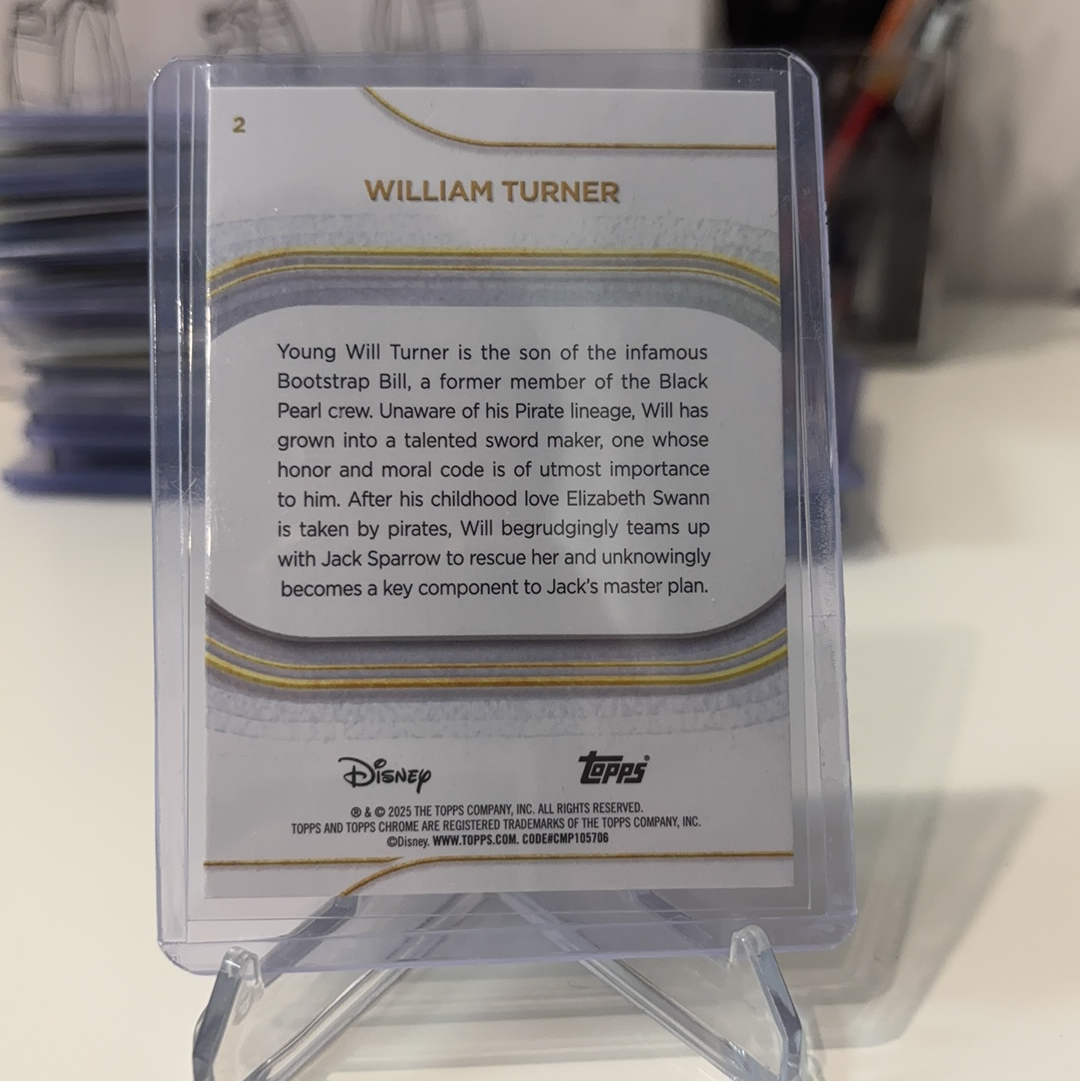 2
WILLIAM TURNER
Young Will Turner is the son of the infamous
Bootstrap Bill, a former member of the Black
Pearl crew. Unaware of his Pirate lineage, Will has
grown into a talented sword maker, one whose
honor and moral code is of utmost importance
to him. After his childhood love Elizabeth Swann
is taken by pirates, Will begrudgingly teams up
with Jack Sparrow to rescue her and unknowingly
becomes a key component to Jack's master plan.
Disney topps®
® & © 2025 THE TOPPS COMPANY, INC. ALL RIGHTS RESERVED.
TOPPS AND TOPPS CHROME ARE REGISTERED TRADEMARKS OF THE TOPPS COMPANY, INC.
©Disney. WWW.TOPPS.COM. CODE#CMP105706